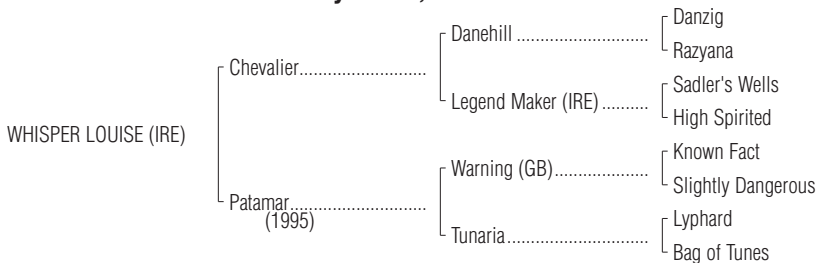 Danzig
Danehill
Razyana
Chevalier
Sadler's Wells
Legend Maker (IRE)
High Spirited
WHISPER LOUISE (IRE)
Known Fact
Warning (GB)
Slightly Dangerous
Patamar
(1995)
Lyphard
Tunaria
Bag of Tunes